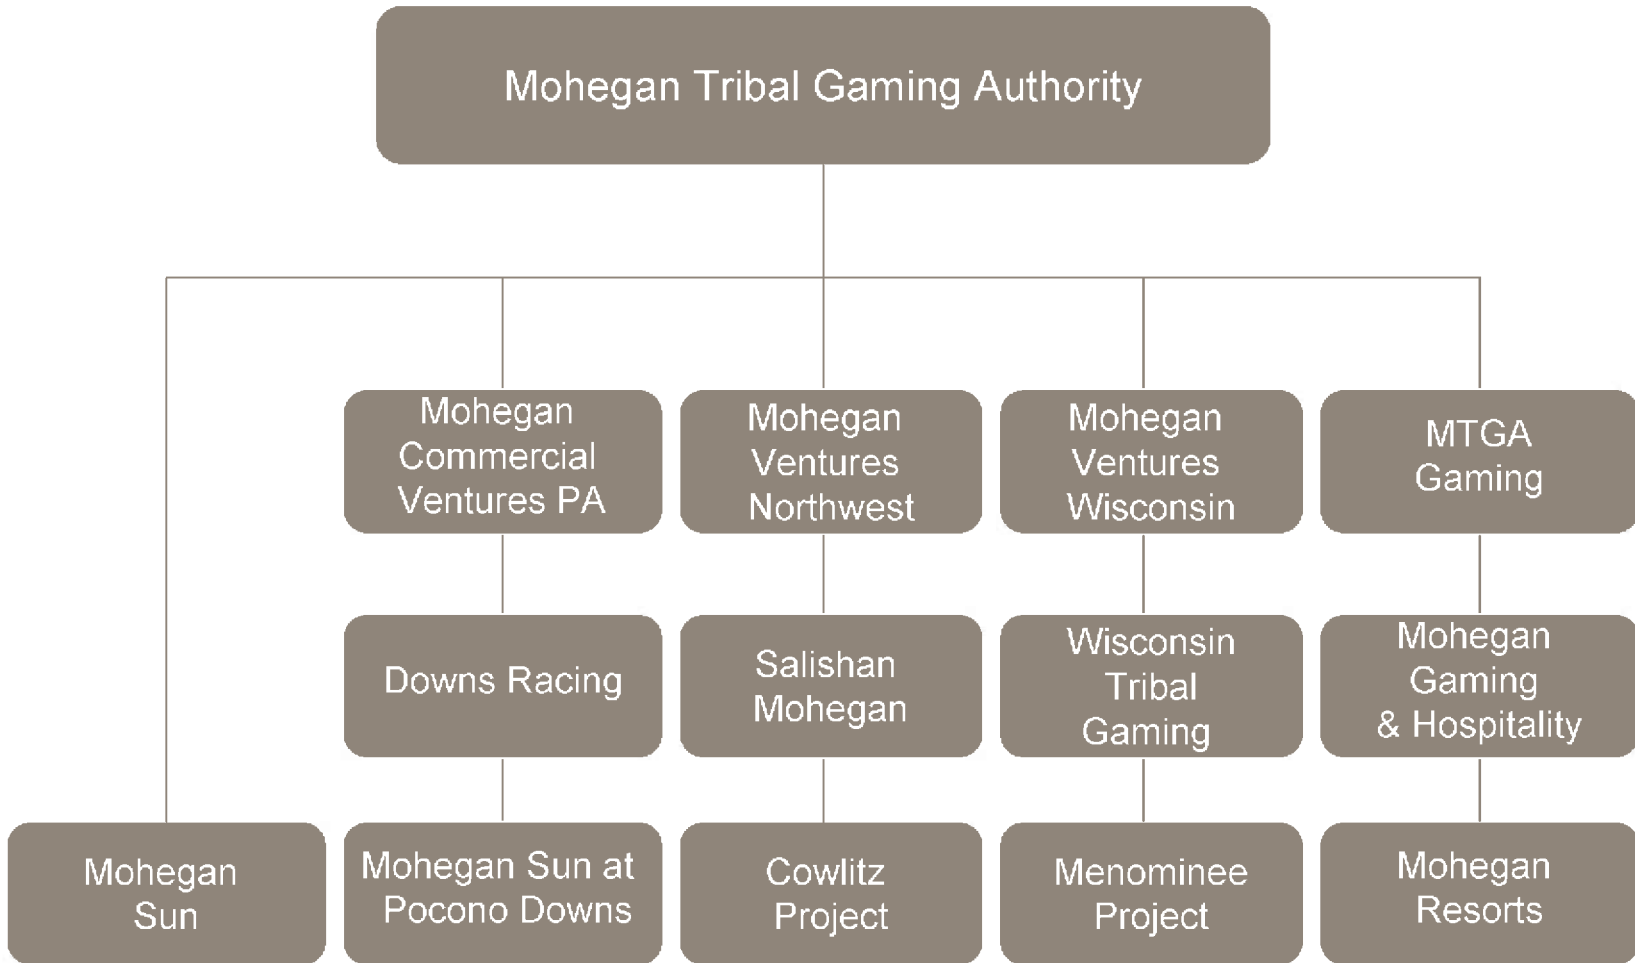 Mohegan Tribal Gaming Authority
Mohegan
Commercial
Ventures PA
Mohegan
Ventures
Northwest
Mohegan
Ventures
Wisconsin
MTGA
Gaming
Downs Racing
Salishan
Mohegan
Wisconsin
Tribal
Gaming
Mohegan
Gaming
& Hospitality
Mohegan
Sun
Mohegan Sun at
Pocono Downs
Cowlitz
Project
Menominee
Project
Mohegan
Resorts